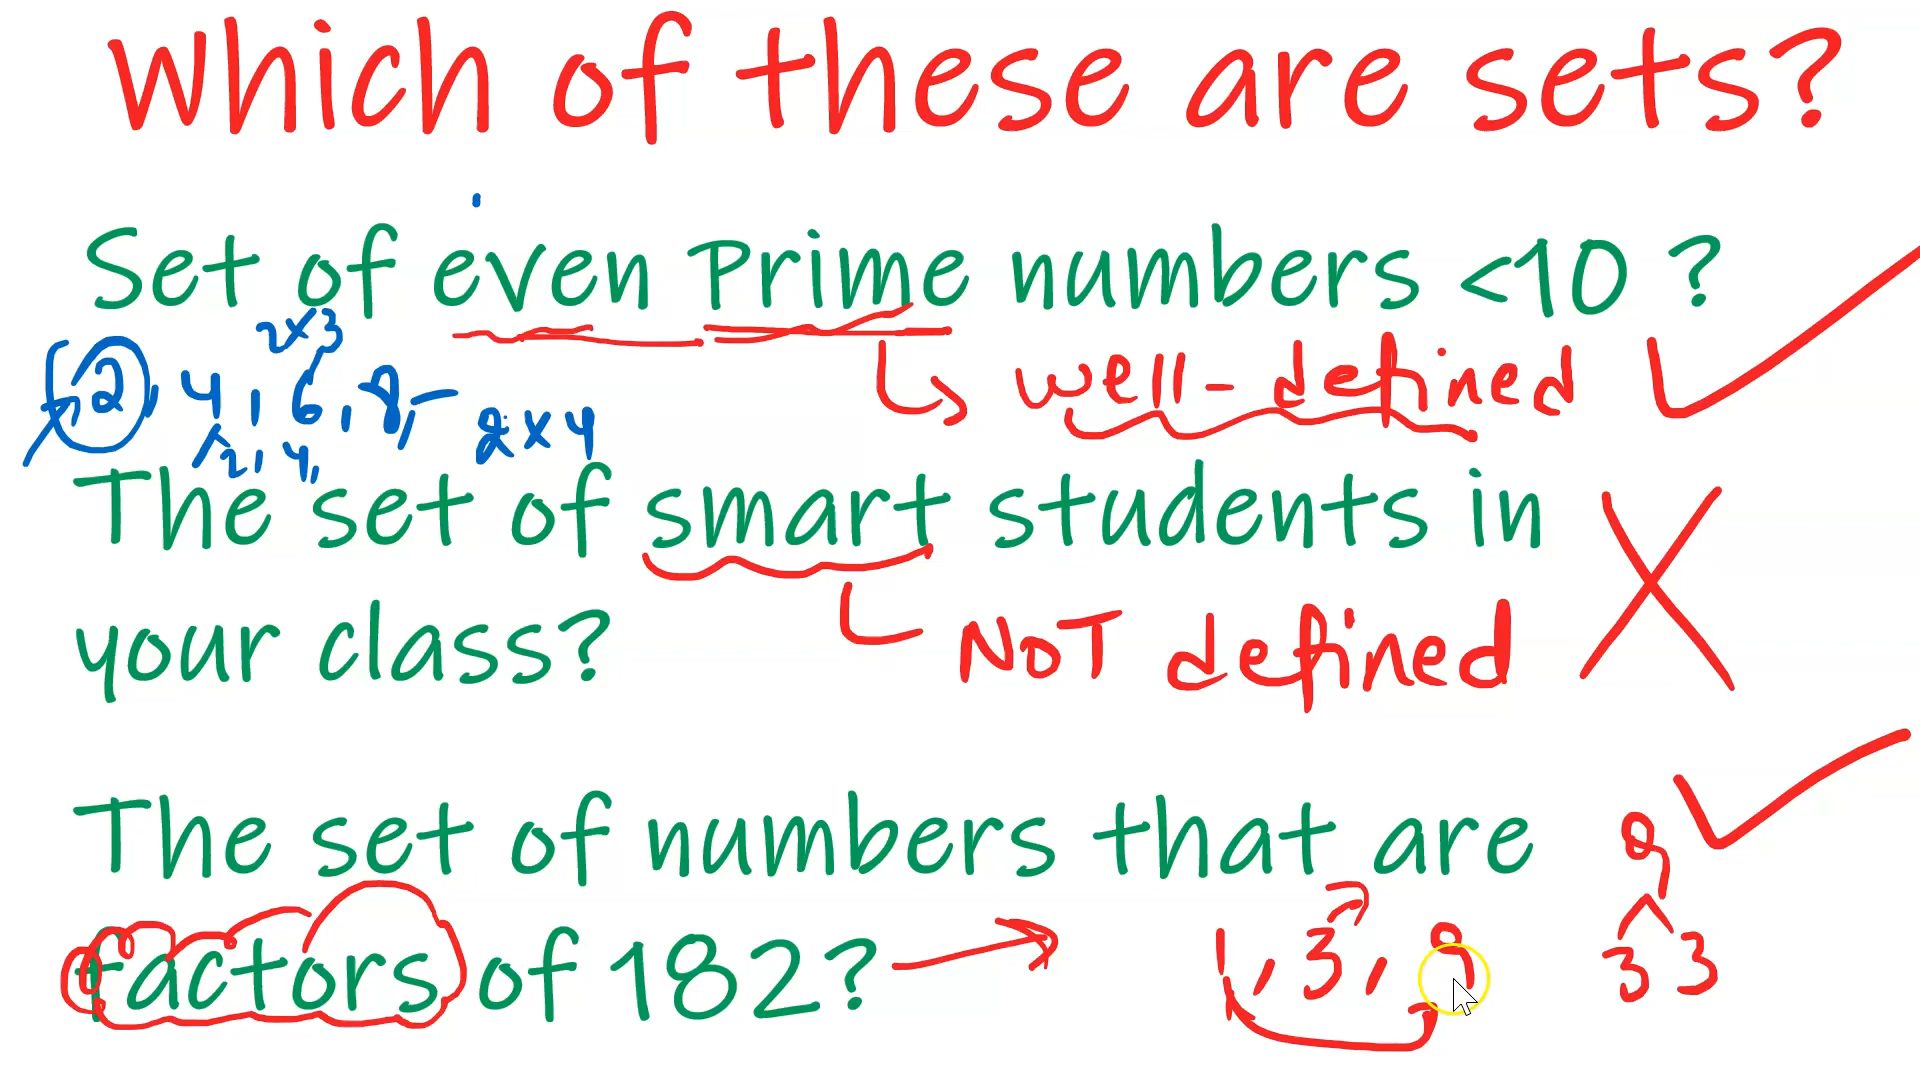 Which of these are sets?
Set of even Prime numbers <10 ?
2x3
2, 4, 6, 8,
well-defined
2x4
2, 4,
The set of smart students in
your class?
NOT defined
The set of numbers that are
9
factors of 182?
1, 3, 9
3 3